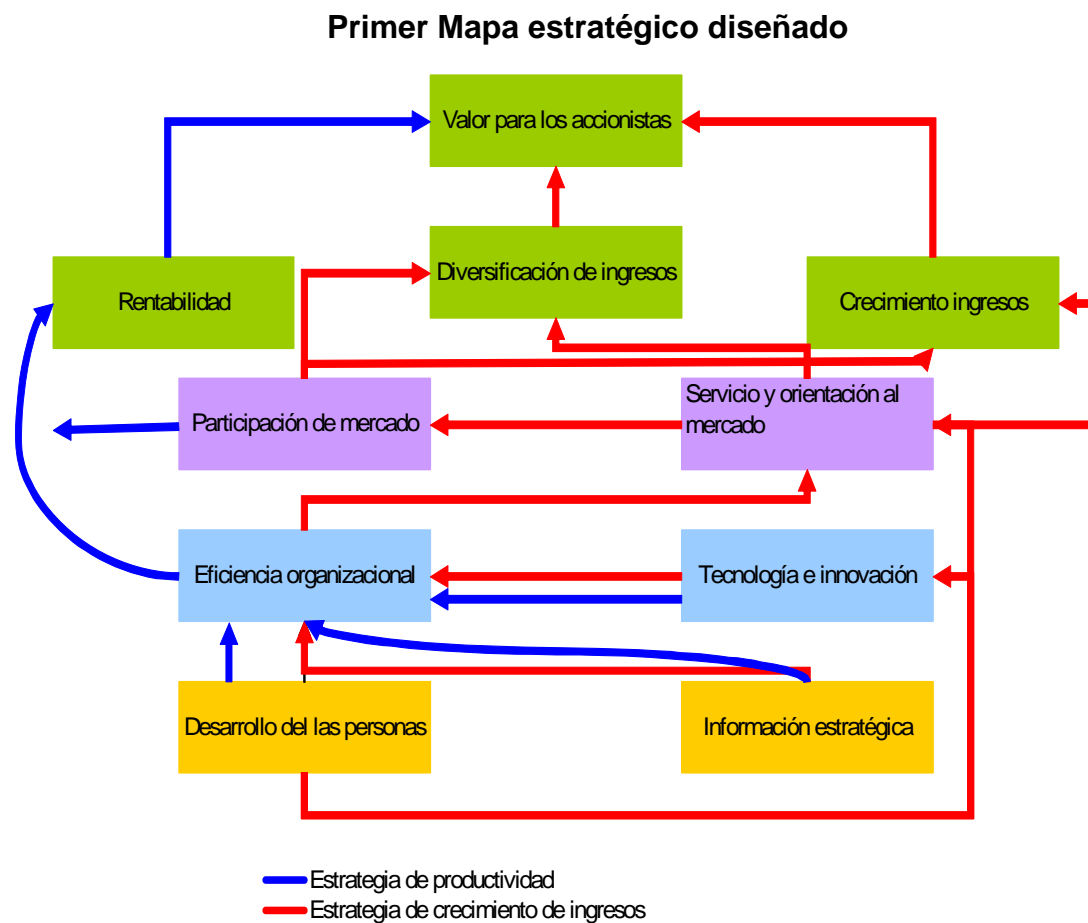 Primer Mapa estratégico diseñado
Valor para los accionistas
Diversificación de ingresos
Rentabilidad
Crecimiento ingresos
Participación de mercado
Servicio y orientación al
mercado
Eficiencia organizacional
Tecnología e innovación
Desarrollo del las personas
Información estratégica
Estrategia de productividad
Estrategia de crecimiento de ingresos